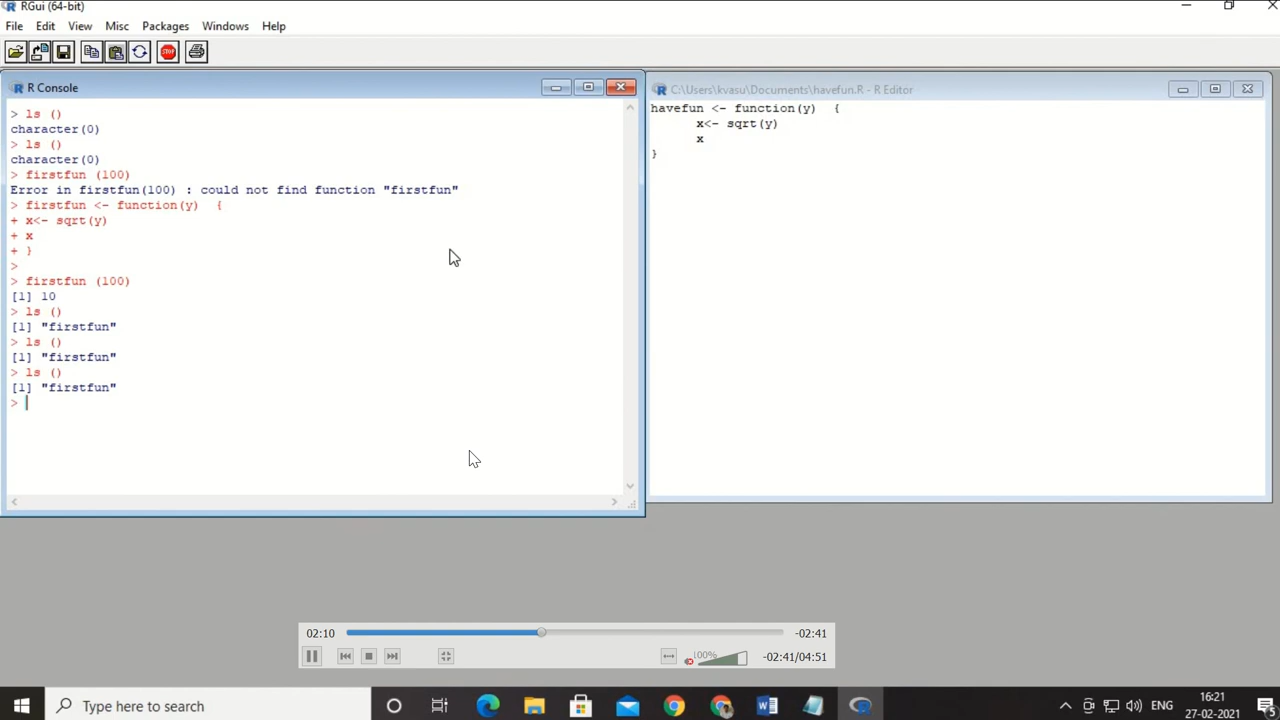 RGui (64-bit)
File Edit View Misc Packages Windows Help
STOP
R Console
> ls ()
character(0)
> ls ()
character(0)
> firstfun (100)
Error in firstfun(100) : could not find function "firstfun"
> firstfun <- function(y)  {
+ x<- sqrt(y)
+ x
+ }
>
> firstfun (100)
[1] 10
> ls ()
[1] "firstfun"
> ls ()
[1] "firstfun"
> ls ()
[1] "firstfun"
>
C:\Users\kvasu\Documents\havefun.R - R Editor
havefun <- function(y)  {
x<- sqrt(y)
x
}
02:10 -02:41
100% -02:41/04:51
Type here to search
ENG
16:21
27-02-2021
5